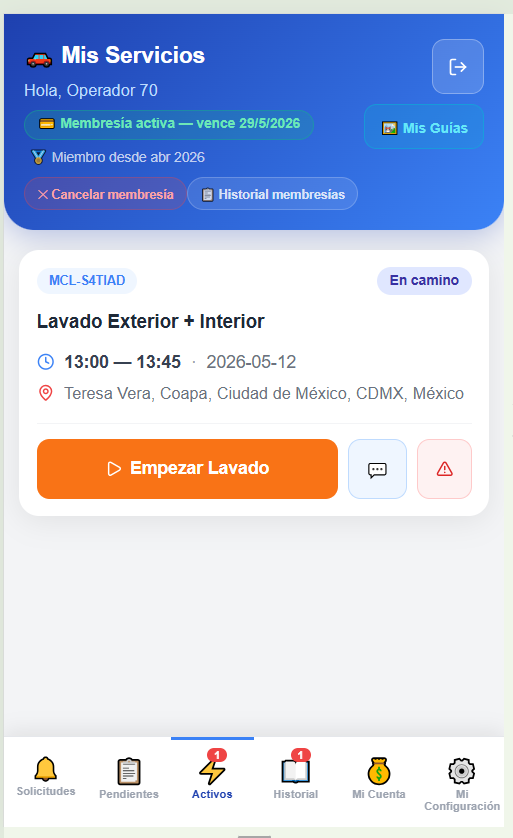 Mis Servicios
Hola, Operador 70
Membresía activa — vence 29/5/2026
Mis Guías
Miembro desde abr 2026
Cancelar membresía
Historial membresías
MCL-S4TIAD
En camino
Lavado Exterior + Interior
13:00 — 13:45 · 2026-05-12
Teresa Vera, Coapa, Ciudad de México, CDMX, México
Empezar Lavado
1
1
Solicitudes
Pendientes
Activos
Historial
Mi Cuenta
Mi
Configuración